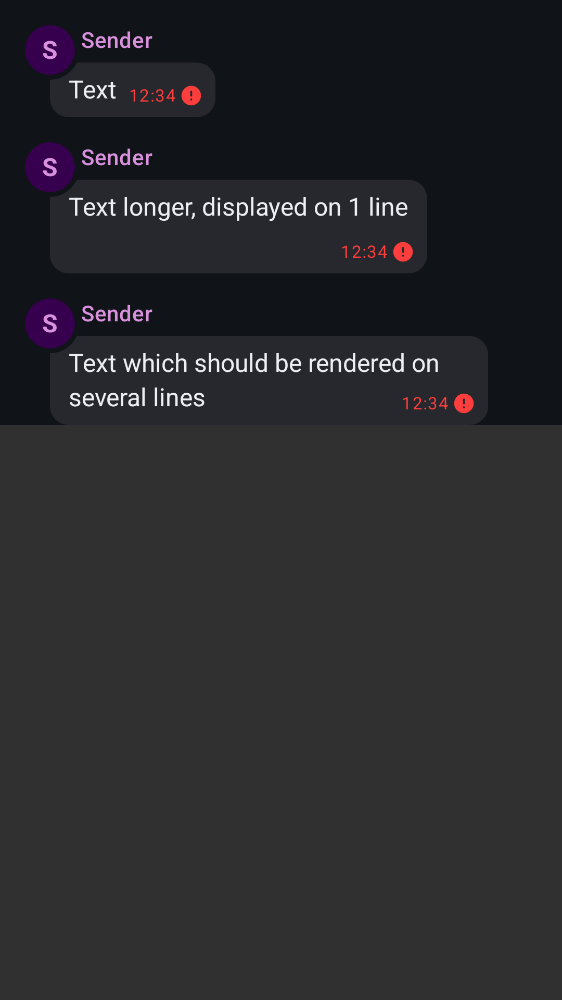 S Sender
Text 12:34
S Sender
Text longer, displayed on 1 line
12:34
S Sender
Text which should be rendered on
several lines 12:34